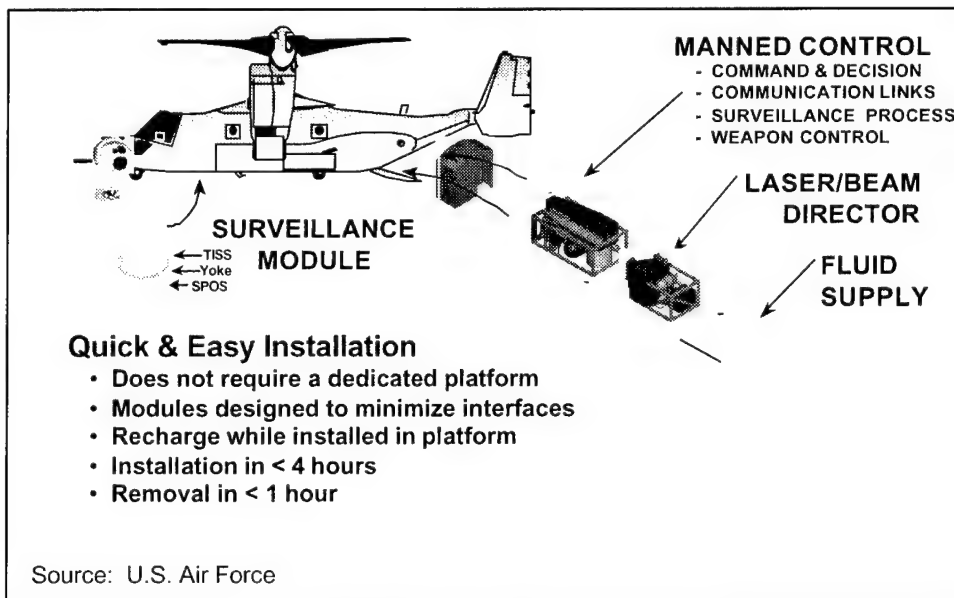 MANNED CONTROL
- COMMAND & DECISION
- COMMUNICATION LINKS
- SURVEILLANCE PROCESS
- WEAPON CONTROL
LASER/BEAM
DIRECTOR
FLUID
SUPPLY
SURVEILLANCE
MODULE
TISS
Yoke
SPOS
Quick & Easy Installation
• Does not require a dedicated platform
• Modules designed to minimize interfaces
• Recharge while installed in platform
• Installation in < 4 hours
• Removal in < 1 hour
Source: U.S. Air Force